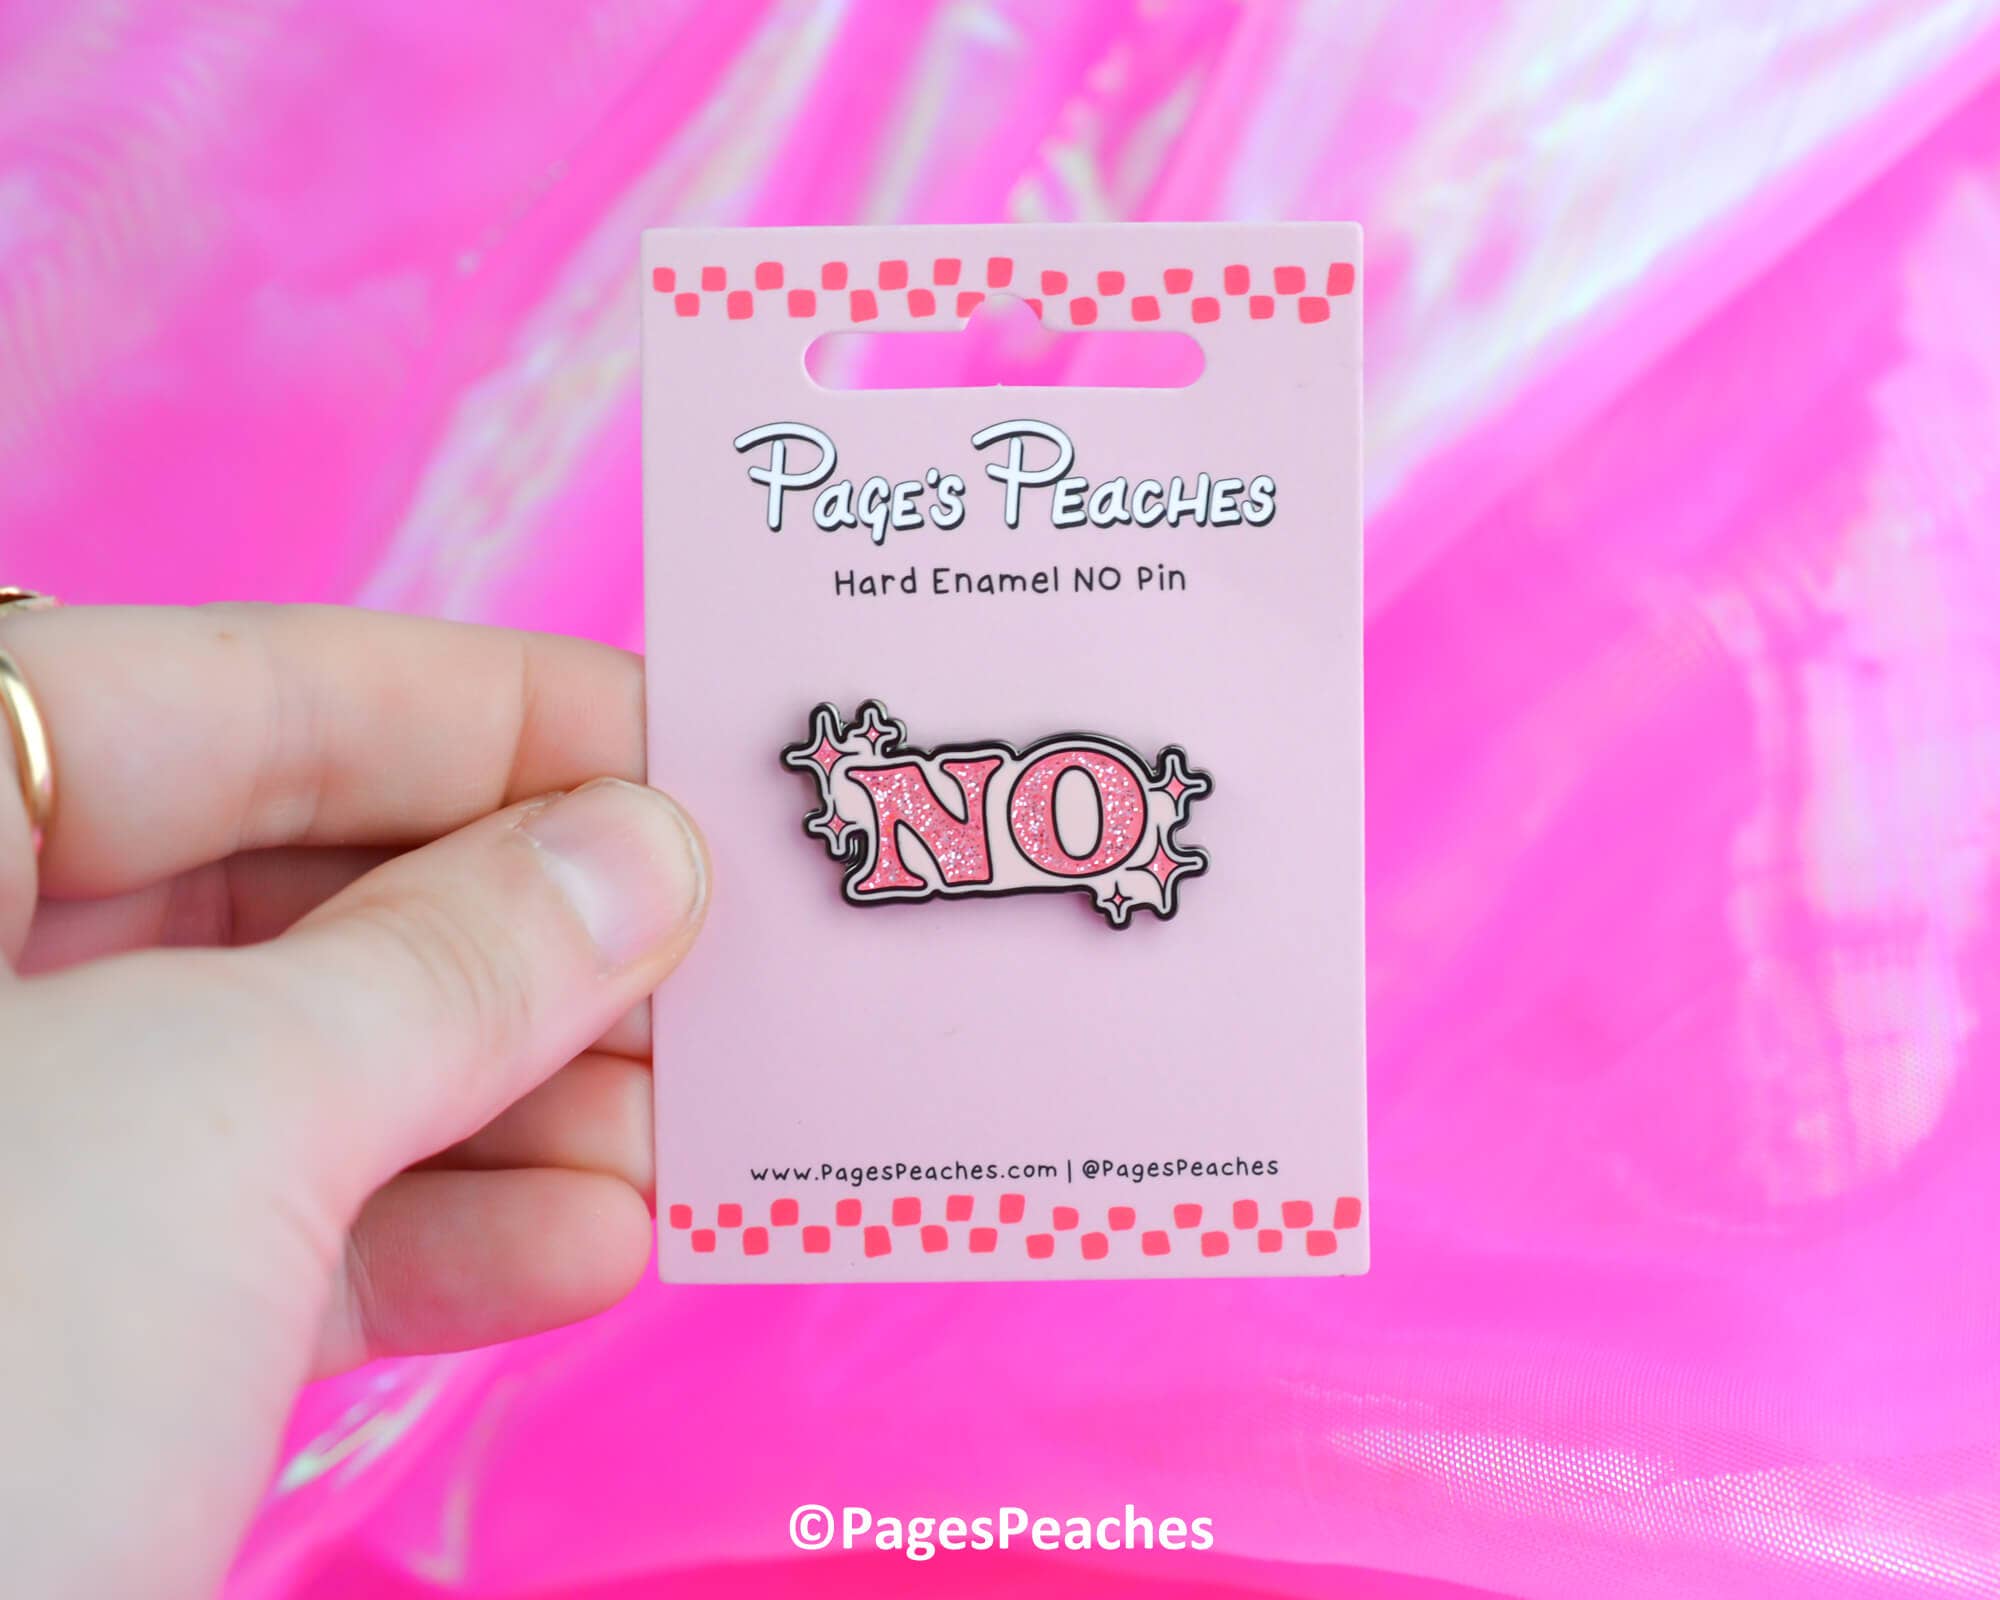 Page's Peaches
Hard Enamel NO Pin
NO
www.PagesPeaches.com | @PagesPeaches
©PagesPeaches